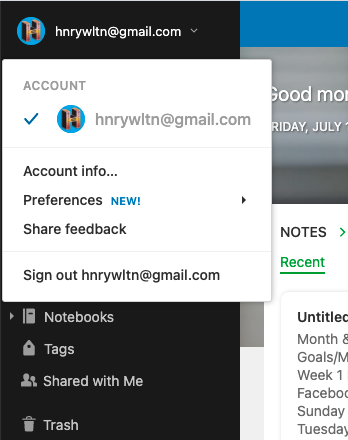 hnrywltn@gmail.com
ACCOUNT
hnrywltn@gmail.com
Account info...
Preferences NEW!
Share feedback
Sign out hnrywltn@gmail.com
Notebooks
Tags
Shared with Me
Trash
Good mor
RIDAY, JULY 1
NOTES
Recent
Untitled
Month &
Goals/M
Week 1
Faceboo
Sunday
Tuesday